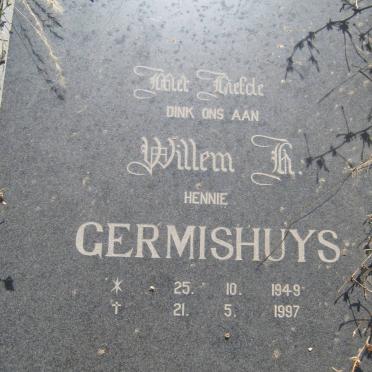 Met Liefde
DINK ONS AAN
Willem H.
HENNIE
GERMISHUYS
* 25. 10. 1949
† 21. 5. 1997